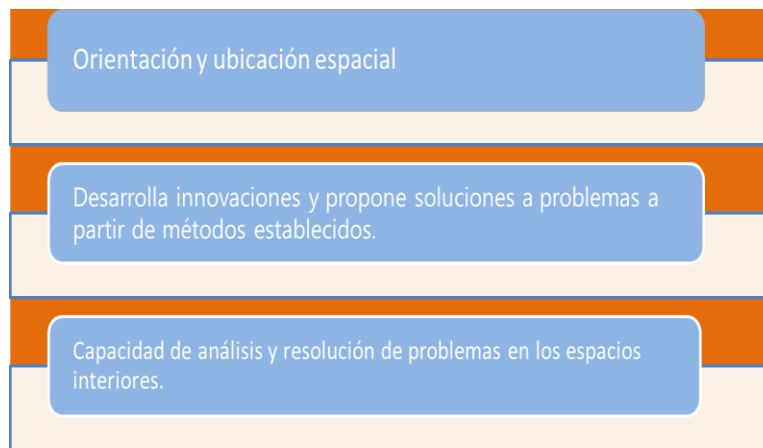 Orientación y ubicación espacial
Desarrolla innovaciones y propone soluciones a problemas a
partir de métodos establecidos.
Capacidad de análisis y resolución de problemas en los espacios
interiores.